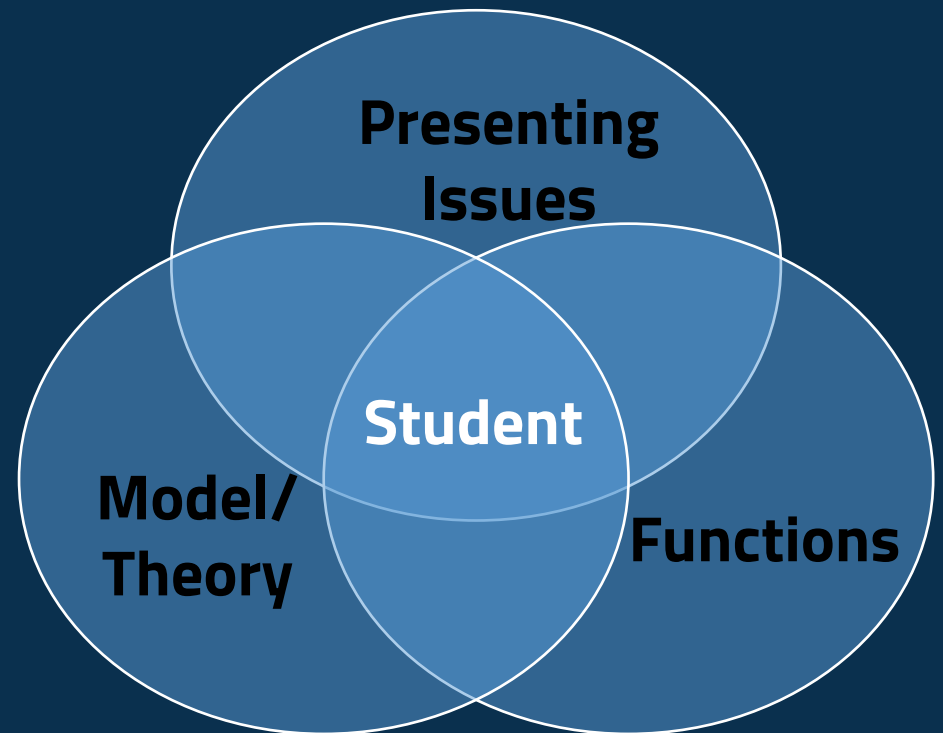 Presenting
Issues
Student
Model/
Theory
Functions